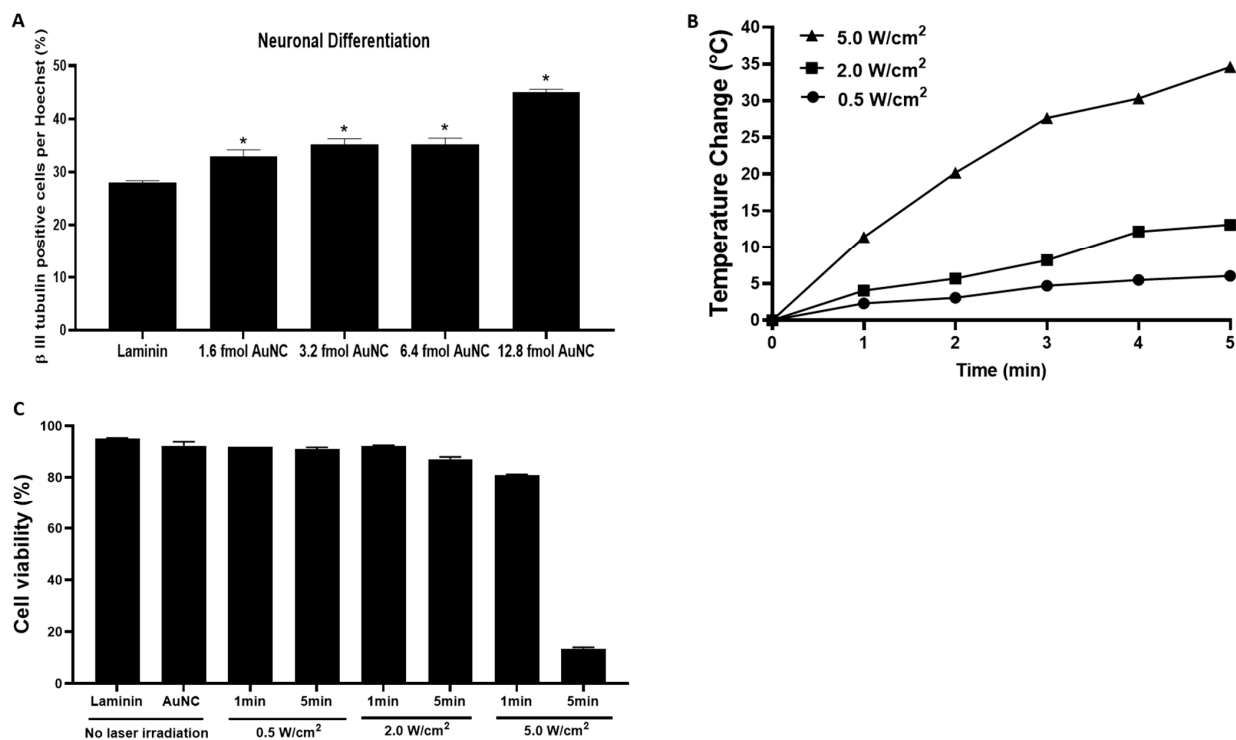 A
Neuronal Differentiation
β III tubulin positive cells per Hoechst (%)
50
40
30
20
10
0
*
*
*
*
Laminin 1.6 fmol AuNC 3.2 fmol AuNC 6.4 fmol AuNC 12.8 fmol AuNC
B
5.0 W/cm²
2.0 W/cm²
0.5 W/cm²
Temperature Change (°C)
40
35
30
25
20
15
10
5
0
0 1 2 3 4 5
Time (min)
C
Cell viability (%)
100
80
60
40
20
0
Laminin AuNC 1min 5min 1min 5min 1min 5min
No laser irradiation 0.5 W/cm² 2.0 W/cm² 5.0 W/cm²